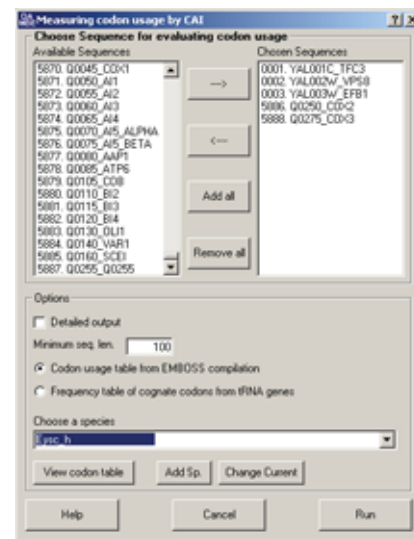 Measuring codon usage by CAI
Choose Sequence for evaluating codon usage
Available Sequences
5870. Q0045_COX1
5871. Q0050_AI1
5872. Q0055_AI2
5873. Q0060_AI3
5874. Q0065_AI4
5875. Q0070_AI5_ALPHA
5876. Q0075_AI5_BETA
5877. Q0080_AAP1
5878. Q0085_ATP6
5879. Q0105_COB
5880. Q0110_BI2
5881. Q0115_BI3
5882. Q0120_BI4
5883. Q0130_OLI1
5884. Q0140_VAR1
5885. Q0160_SCEI
5887. Q0255_Q0255
--->
<---
Add all
Remove all
Chosen Sequences
0001. YAL001C_TFC3
0002. YAL002W_VPS8
0003. YAL003W_EFB1
5886. Q0250_COX2
5888. Q0275_COX3
Options
Detailed output
Minimum seq. len. 100
Codon usage table from EMBOSS compilation
Frequency table of cognate codons from tRNA genes
Choose a species
Eysc_h
View codon table Add Sp. Change Current
Help Cancel Run